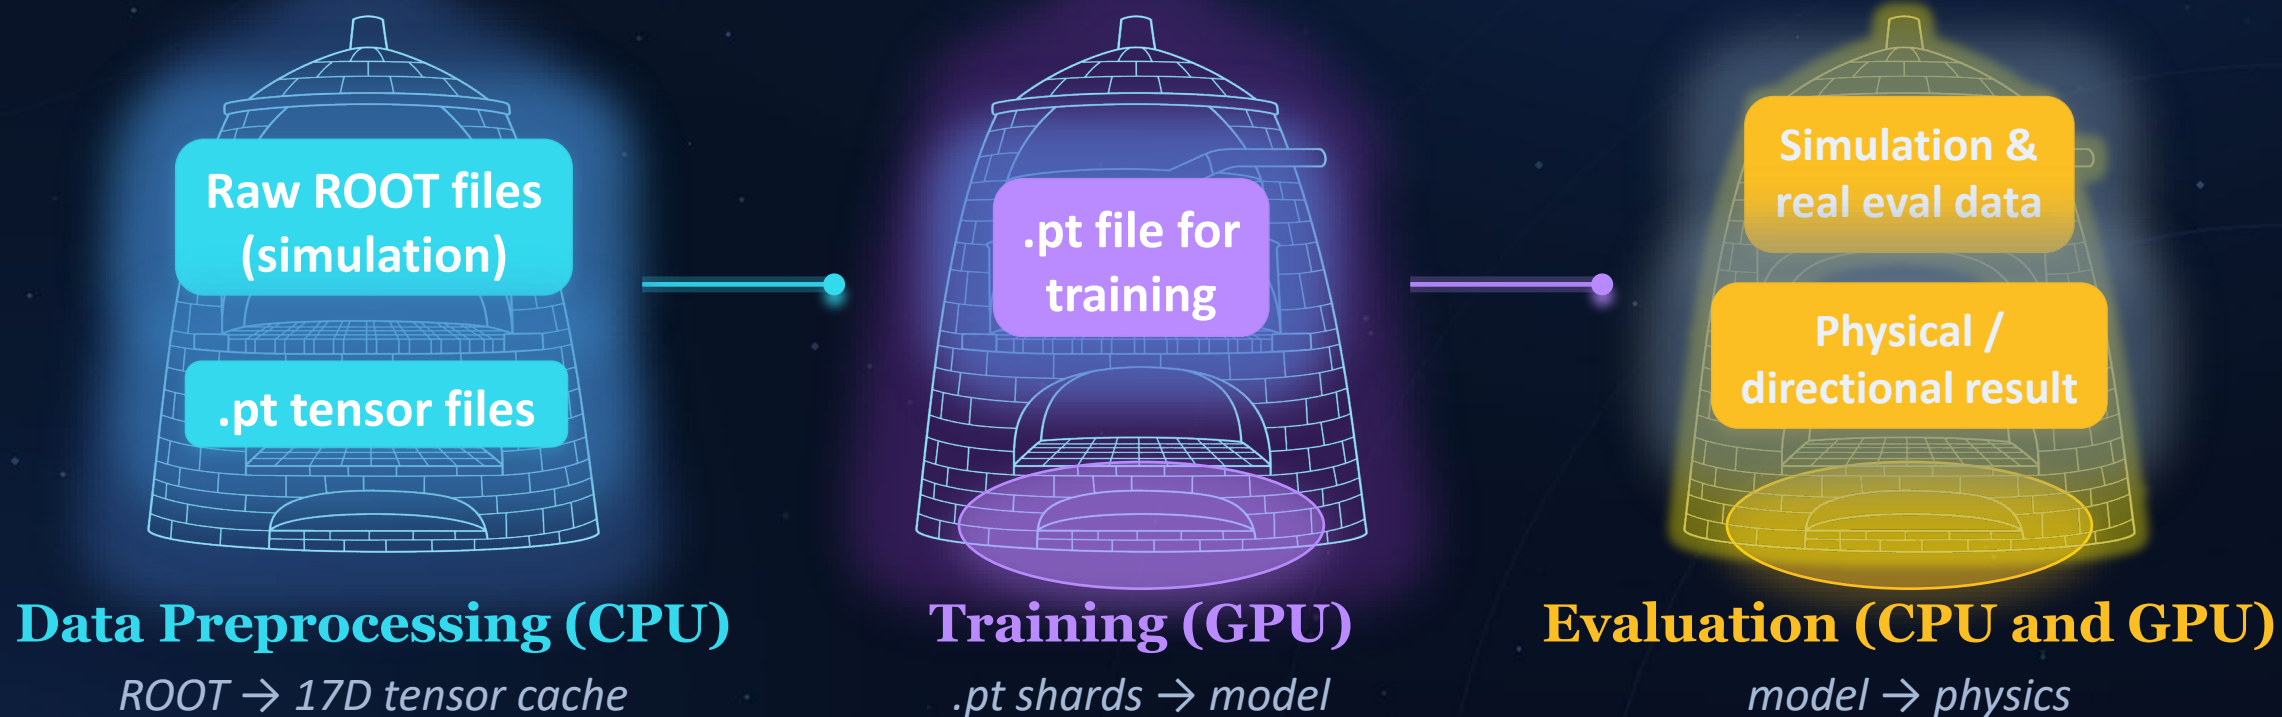 Raw ROOT files
(simulation)
.pt tensor files
Data Preprocessing (CPU)
ROOT → 17D tensor cache
.pt file for
training
Training (GPU)
.pt shards → model
Simulation &
real eval data
Physical /
directional result
Evaluation (CPU and GPU)
model → physics